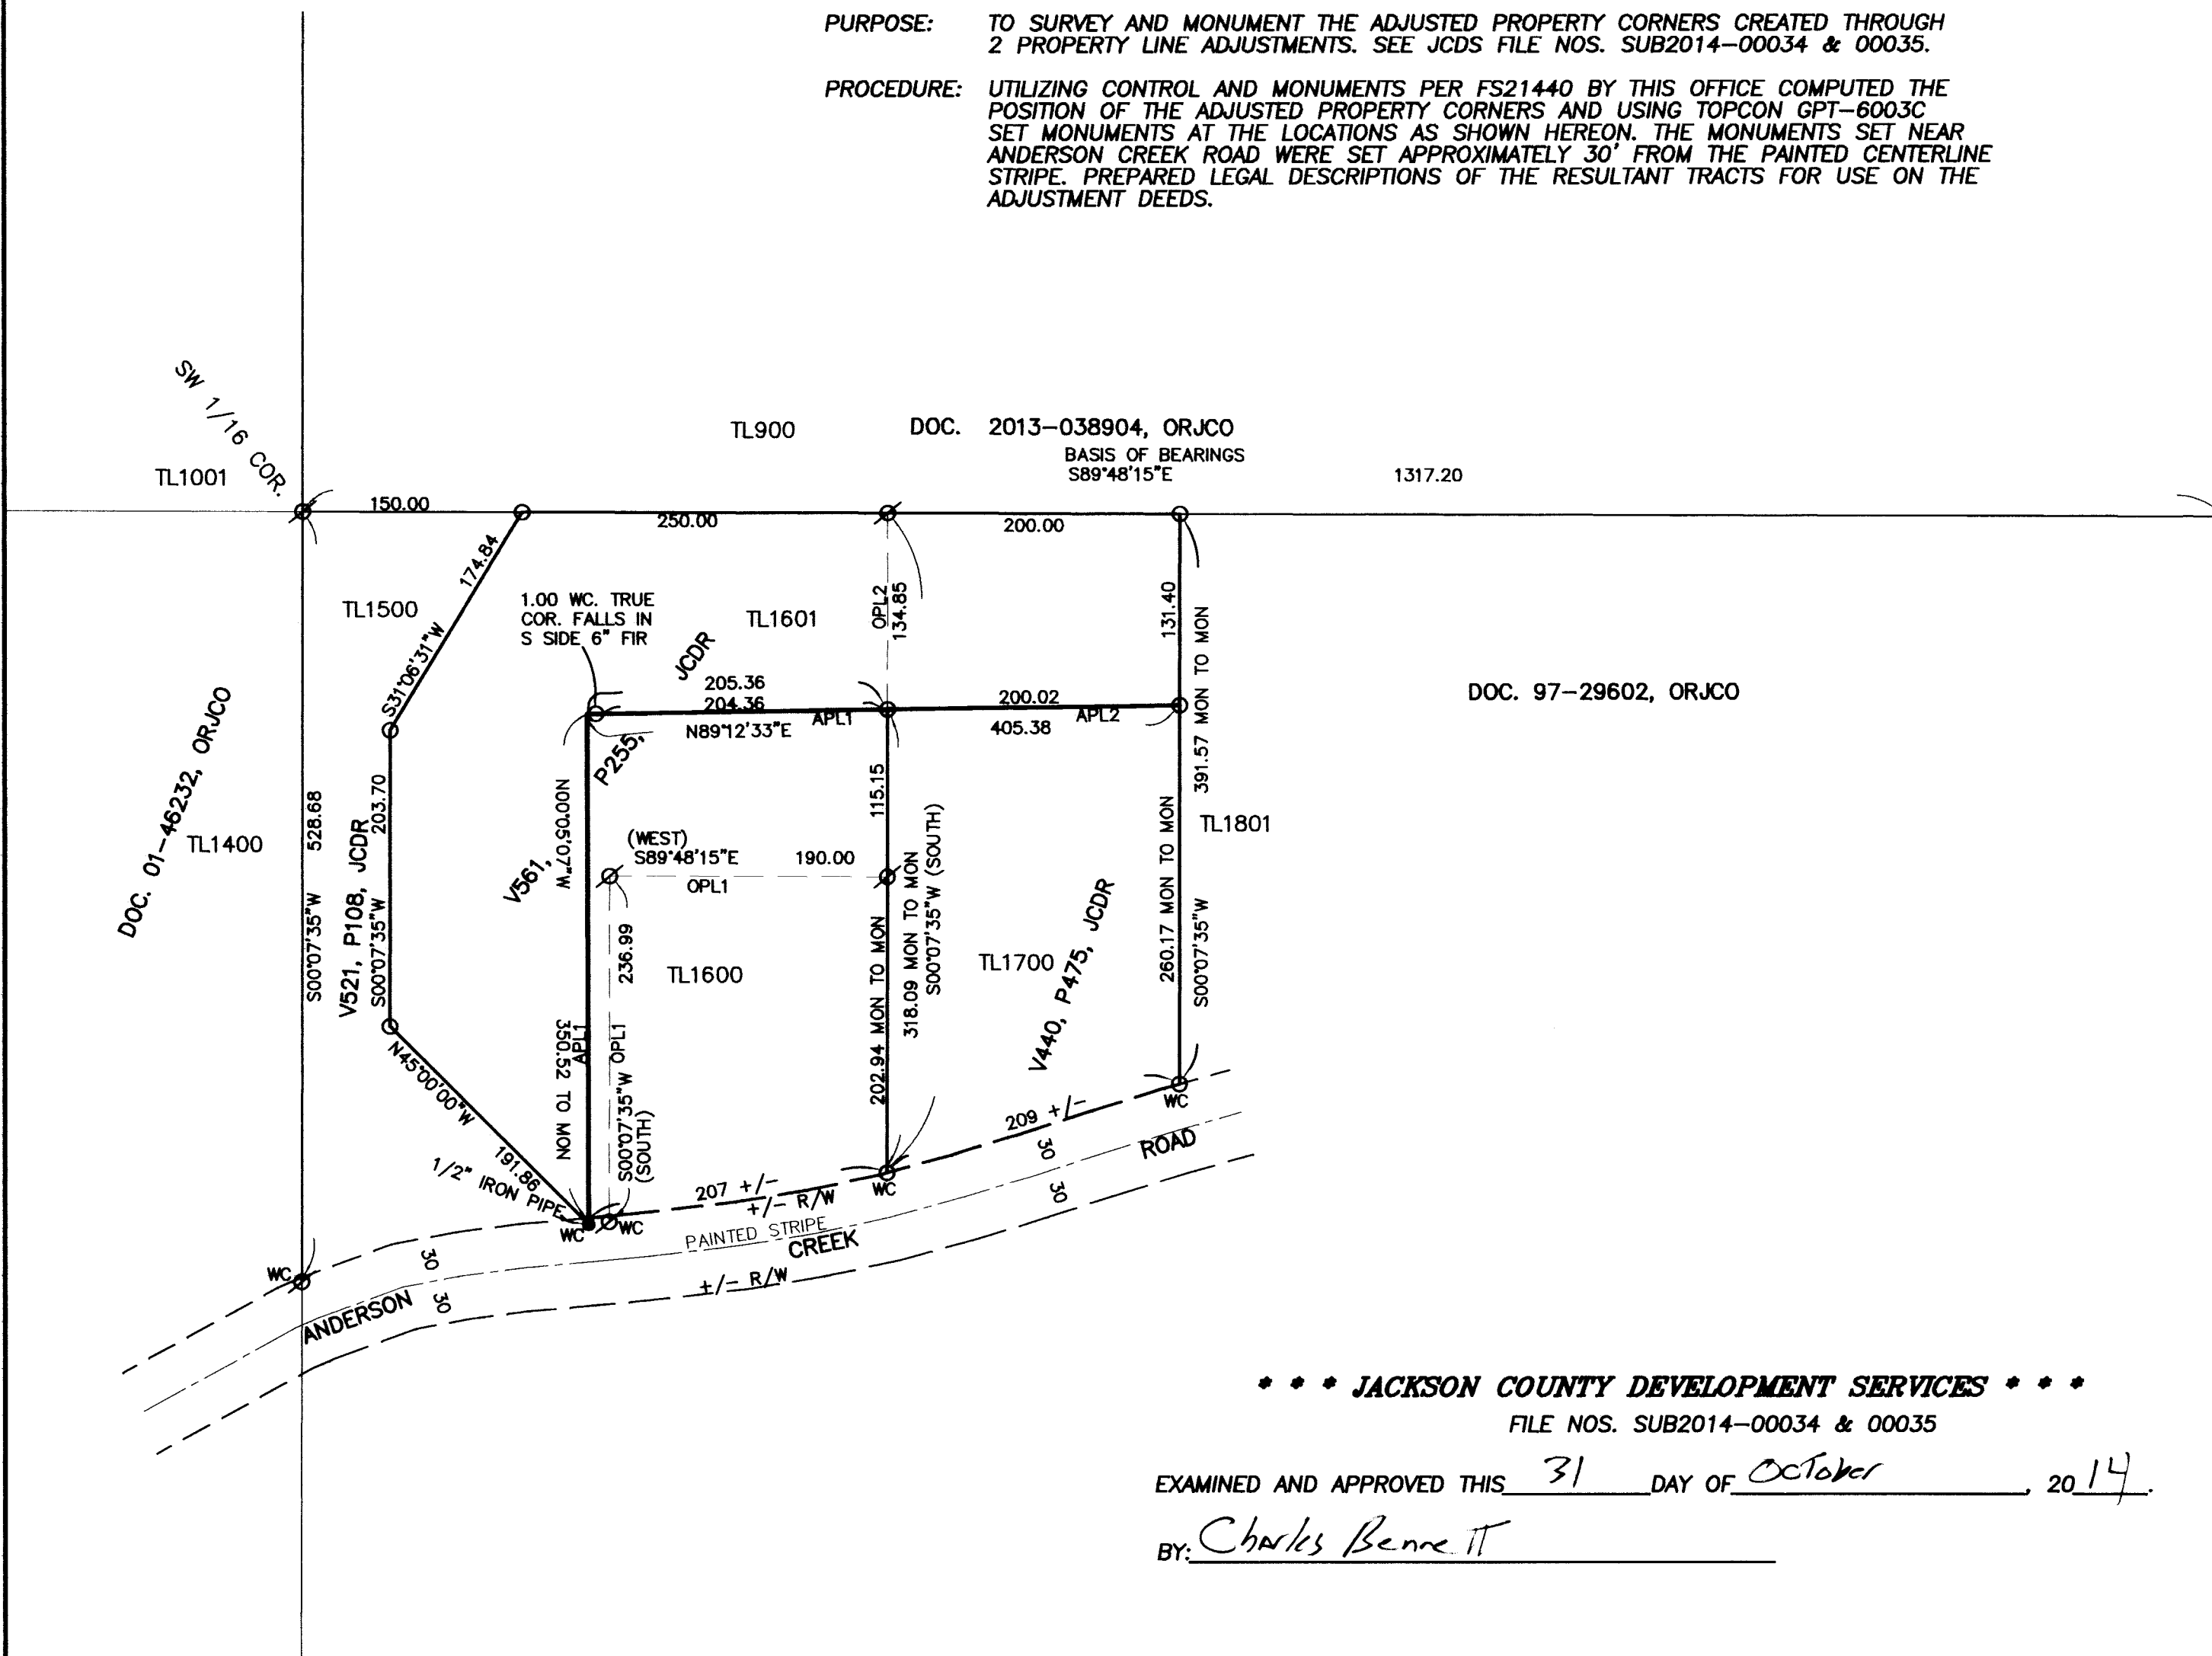 PURPOSE: TO SURVEY AND MONUMENT THE ADJUSTED PROPERTY CORNERS CREATED THROUGH
2 PROPERTY LINE ADJUSTMENTS. SEE JCDS FILE NOS. SUB2014-00034 & 00035.
PROCEDURE: UTILIZING CONTROL AND MONUMENTS PER FS21440 BY THIS OFFICE COMPUTED THE
POSITION OF THE ADJUSTED PROPERTY CORNERS AND USING TOPCON GPT-6003C
SET MONUMENTS AT THE LOCATIONS AS SHOWN HEREON. THE MONUMENTS SET NEAR
ANDERSON CREEK ROAD WERE SET APPROXIMATELY 30' FROM THE PAINTED CENTERLINE
STRIPE. PREPARED LEGAL DESCRIPTIONS OF THE RESULTANT TRACTS FOR USE ON THE
ADJUSTMENT DEEDS.
SW 1/16 COR.
TL1001
TL900
DOC. 2013-038904, ORJCO
BASIS OF BEARINGS
S89°48'15"E
1317.20
150.00
250.00
200.00
174.84
S31°06'31"W
TL1500
1.00 WC. TRUE
COR. FALLS IN
S SIDE 6" FIR
TL1601
OPL2
134.85
131.40
391.57 MON TO MON
JCDR
205.36
204.36
N89°12'33"E
APL1
200.02
405.38
APL2
DOC. 97-29602, ORJCO
P255,
V561,
DOC. 01-46232, ORJCO
TL1400
528.68
S00°07'35"W
V521, P108, JCDR
203.70
S00°07'35"W
N00°05'07"W
350.52 TO MON
APL1
(WEST)
S89°48'15"E
190.00
OPL1
115.15
236.99
S00°07'35"W OPL1
(SOUTH)
TL1600
202.94 MON TO MON
318.09 MON TO MON
S00°07'35"W (SOUTH)
TL1700
V440, P475, JCDR
260.17 MON TO MON
S00°07'35"W
TL1801
N45°00'00"W
191.86
1/2" IRON PIPE
WC
WC
WC
WC
WC
207 +/-
+/- R/W
209 +/-
30
30
30
30
PAINTED STRIPE
+/- R/W
ANDERSON
CREEK
ROAD
* * * JACKSON COUNTY DEVELOPMENT SERVICES * * *
FILE NOS. SUB2014-00034 & 00035
EXAMINED AND APPROVED THIS 31 DAY OF October, 2014.
BY: Charles Bennett